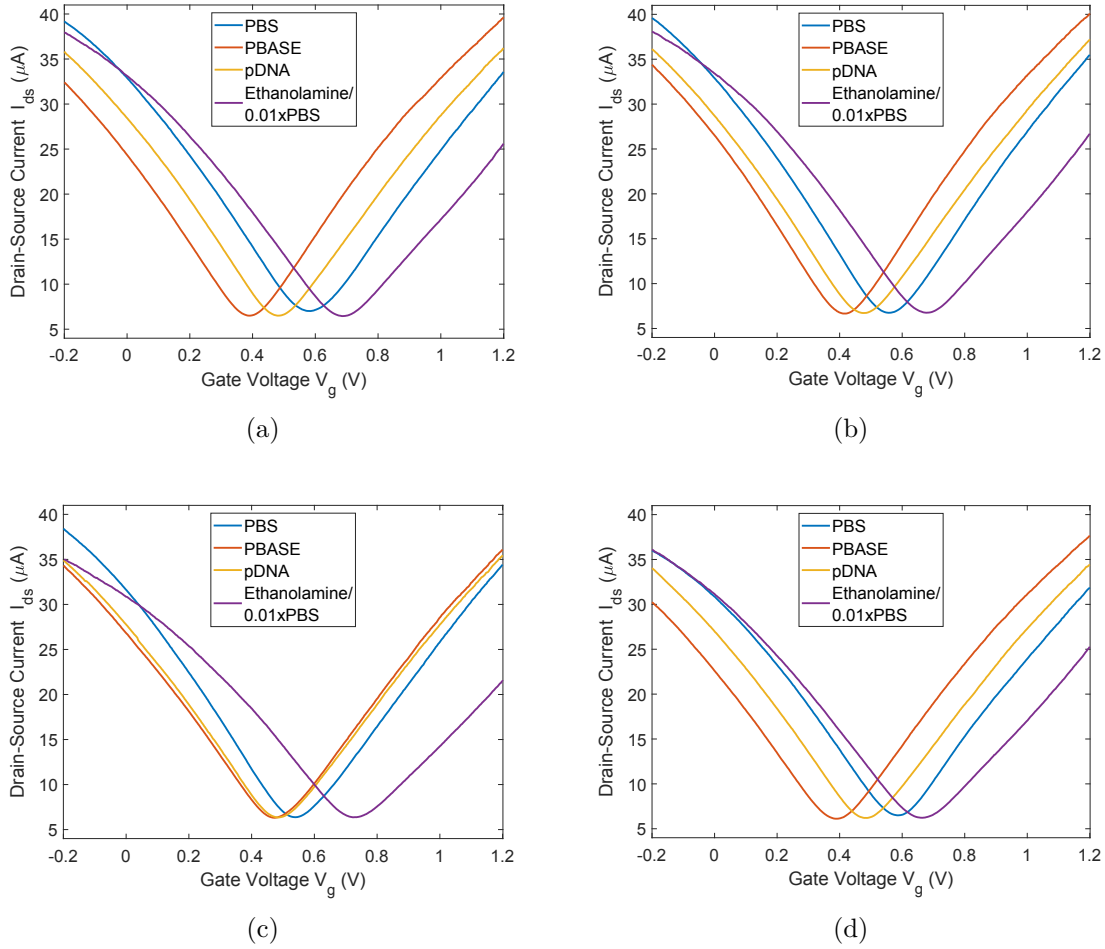 40
35
30
25
20
15
10
5
-0.2 0 0.2 0.4 0.6 0.8 1 1.2
Drain-Source Current I_ds (μA)
Gate Voltage V_g (V)
PBS
PBASE
pDNA
Ethanolamine/
0.01xPBS
(a)
40
35
30
25
20
15
10
5
-0.2 0 0.2 0.4 0.6 0.8 1 1.2
Drain-Source Current I_ds (μA)
Gate Voltage V_g (V)
PBS
PBASE
pDNA
Ethanolamine/
0.01xPBS
(b)
40
35
30
25
20
15
10
5
-0.2 0 0.2 0.4 0.6 0.8 1 1.2
Drain-Source Current I_ds (μA)
Gate Voltage V_g (V)
PBS
PBASE
pDNA
Ethanolamine/
0.01xPBS
(c)
40
35
30
25
20
15
10
5
-0.2 0 0.2 0.4 0.6 0.8 1 1.2
Drain-Source Current I_ds (μA)
Gate Voltage V_g (V)
PBS
PBASE
pDNA
Ethanolamine/
0.01xPBS
(d)